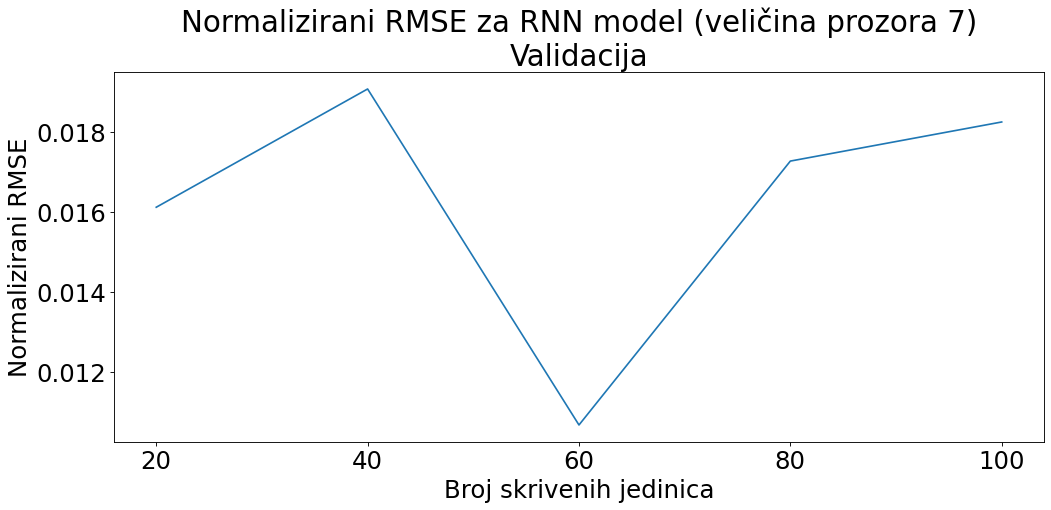 Normalizirani RMSE za RNN model (veličina prozora 7)
Validacija
Normalizirani RMSE
0.018
0.016
0.014
0.012
20 40 60 80 100
Broj skrivenih jedinica